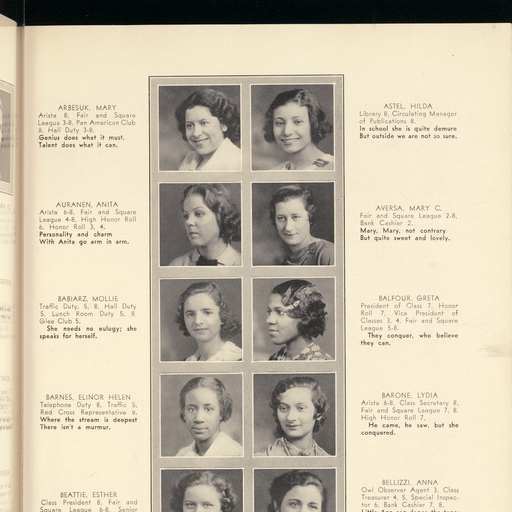 ARBESUK, MARY
Arista 8, Fair and Square
League 3-8, Pan American Club
8, Hall Duty 3-8.
Genius does what it must.
Talent does what it can.
ASTEL, HILDA
Library 8, Circulating Manager
of Publications 8.
In school she is quite demure
But outside we are not so sure.
AURANEN, ANITA
Arista 6-8, Fair and Square
League 4-8, High Honor Roll
6, Honor Roll 3, 4.
Personality and charm
With Anita go arm in arm.
AVERSA, MARY C.
Fair and Square League 2-8,
Bank Cashier 2.
Mary, Mary, not contrary
But quite sweet and lovely.
BABIARZ, MOLLIE
Traffic Duty, 5, 8, Hall Duty
5, Lunch Room Duty 5, 8,
Glee Club 5.
She needs no eulogy; she
speaks for herself.
BALFOUR, GRETA
President of Class 7, Honor
Roll 7, Vice President of
Classes 3, 4, Fair and Square
League 5-8.
They conquer, who believe
they can.
BARNES, ELINOR HELEN
Telephone Duty 8, Traffic 5,
Red Cross Representative 8.
Where the stream is deepest
There isn't a murmur.
BARONE, LYDIA
Arista 6-8, Class Secretary 8,
Fair and Square League 7, 8,
High Honor Roll 7.
He came, he saw, but she
conquered.
BEATTIE, ESTHER
Class President 8, Fair and
Square League 6-8, Senior
BELLIZZI, ANNA
Owl Observer Agent 3, Class
Treasurer 4, 5, Special Inspec-
tor 6, Bank Cashier 7, 8.